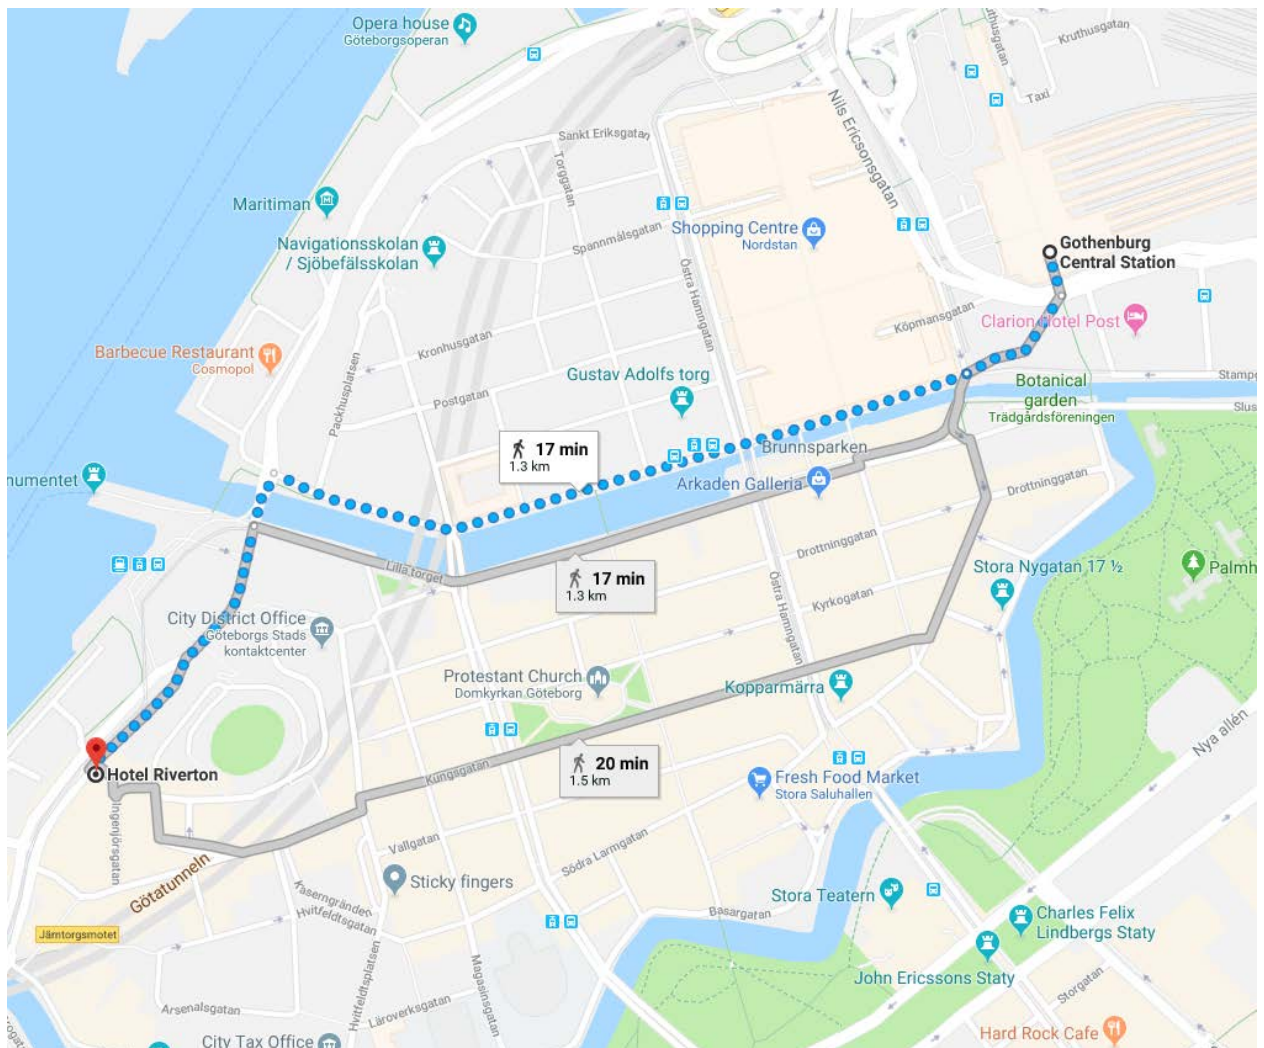 Opera house
Göteborgsoperan
Kruthusgatan
Taxi
Nils Ericsonsgatan
Sankt Eriksgatan
Torggatan
Maritiman
Navigationsskolan
/ Sjöbefälsskolan
Spannmålsgatan
Shopping Centre
Nordstan
Gothenburg
Central Station
Östra Hamngatan
Köpmansgatan
Clarion Hotel Post
Kronhusgatan
Barbecue Restaurant
Cosmopol
Packhusplatsen
Postgatan
Gustav Adolfs torg
Botanical
garden
Trädgårdsföreningen
17 min
1.3 km
Brunnsparken
Arkaden Galleria
numentet
Drottninggatan
Drottninggatan
Lilla torget
17 min
1.3 km
Stora Nygatan 17 ½
Palmh
Östra Hamngatan
Kyrkogatan
City District Office
Göteborgs Stads
kontaktcenter
Protestant Church
Domkyrkan Göteborg
Kopparmärra
Nya allén
Hotel Riverton
Kungsgatan
20 min
1.5 km
Fresh Food Market
Stora Saluhallen
Ingenjörsgatan
Vallgatan
Södra Larmgatan
Götatunneln
Sticky fingers
Kaserngränden
Hvitfeldtsgatan
Stora Teatern
Basargatan
Charles Felix
Lindbergs Staty
Järntorgsmotet
John Ericssons Staty
Hvitfeldtsplatsen
Magasinsgatan
Storgatan
Arsenalsgatan
Läroverksgatan
City Tax Office
Hard Rock Cafe